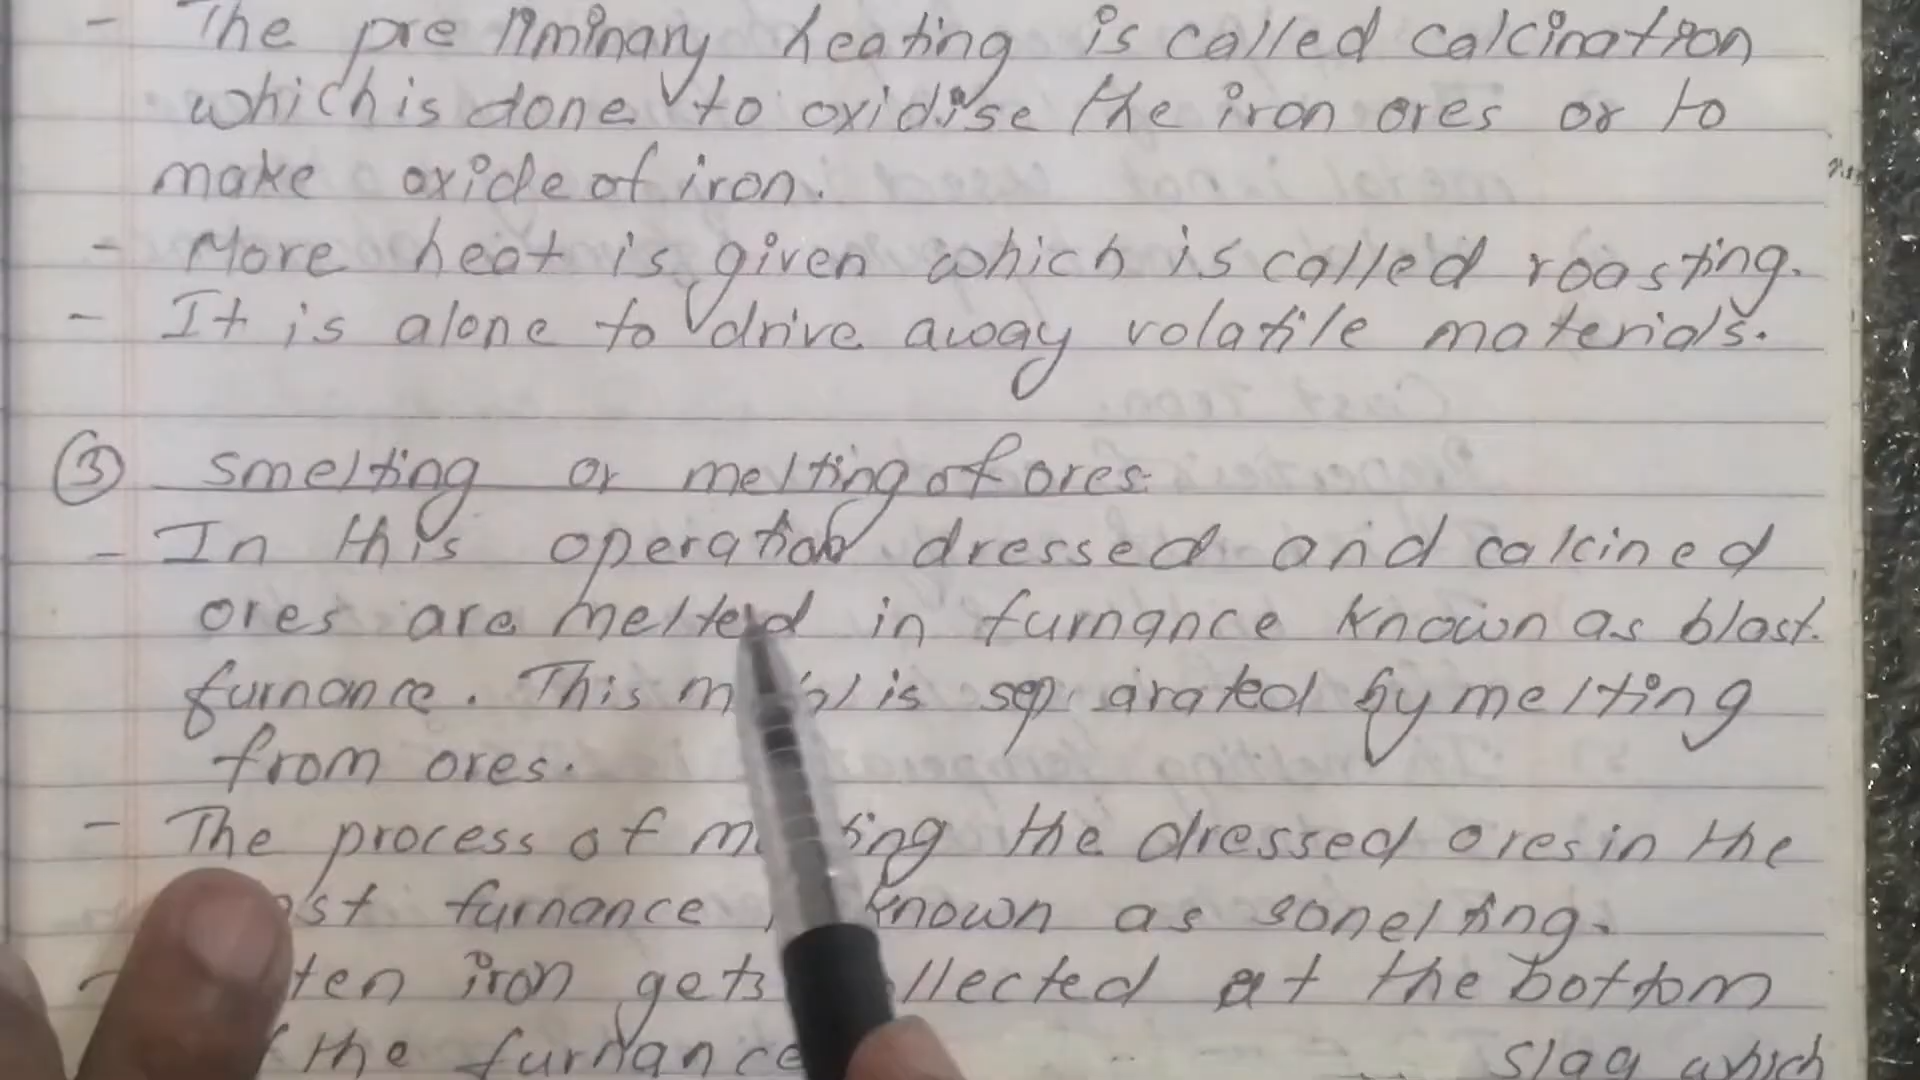 - The pre liminary heating is called calcination
which is done to oxidise the iron ores or to
make oxide of iron.
- More heat is given which is called roasting.
- It is alone to drive away volatile materials.
③ smelting or melting of ores.
- In this operation dressed and calcined
ores are melted in furnance known as blast
furnance. This is sep arated by melting
from ores.
- The process of the dressed ores in the
furnance known as sonelting.
- iron gets at the bottom
the furnance slag which